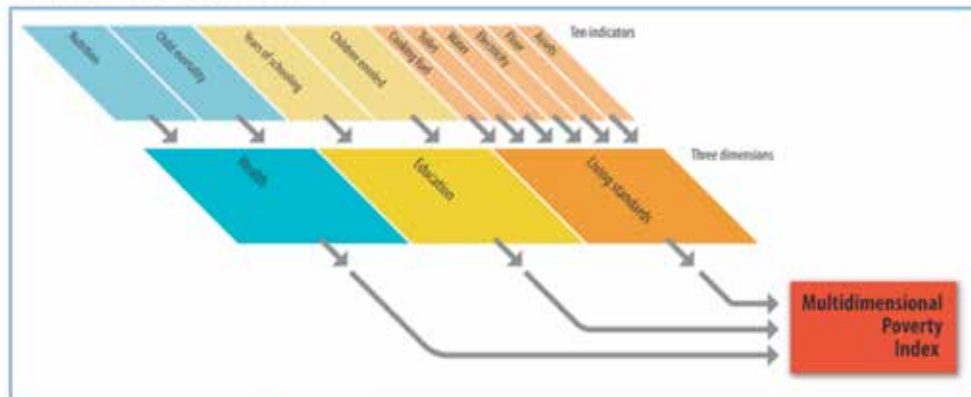 Nutrition
Child mortality
Years of schooling
Children enroled
Cooking fuel
Toilet
Water
Electricity
Floor
Assets
Ten indicators
Health
Education
Living standards
Three dimensions
Multidimensional
Poverty
Index